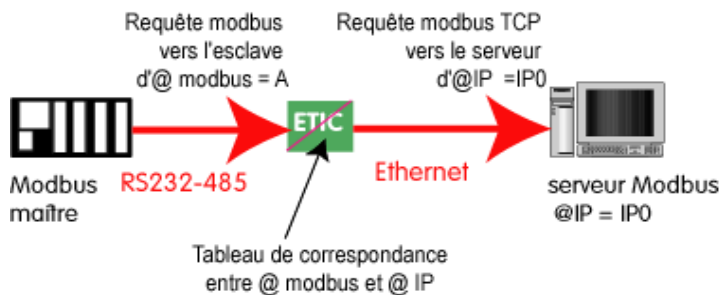 Requête modbus
vers l'esclave
d'@ modbus = A
Requête modbus TCP
vers le serveur
d'@IP =IP0
ETIC
RS232-485
Ethernet
Modbus
maître
serveur Modbus
@IP = IP0
Tableau de correspondance
entre @ modbus et @ IP